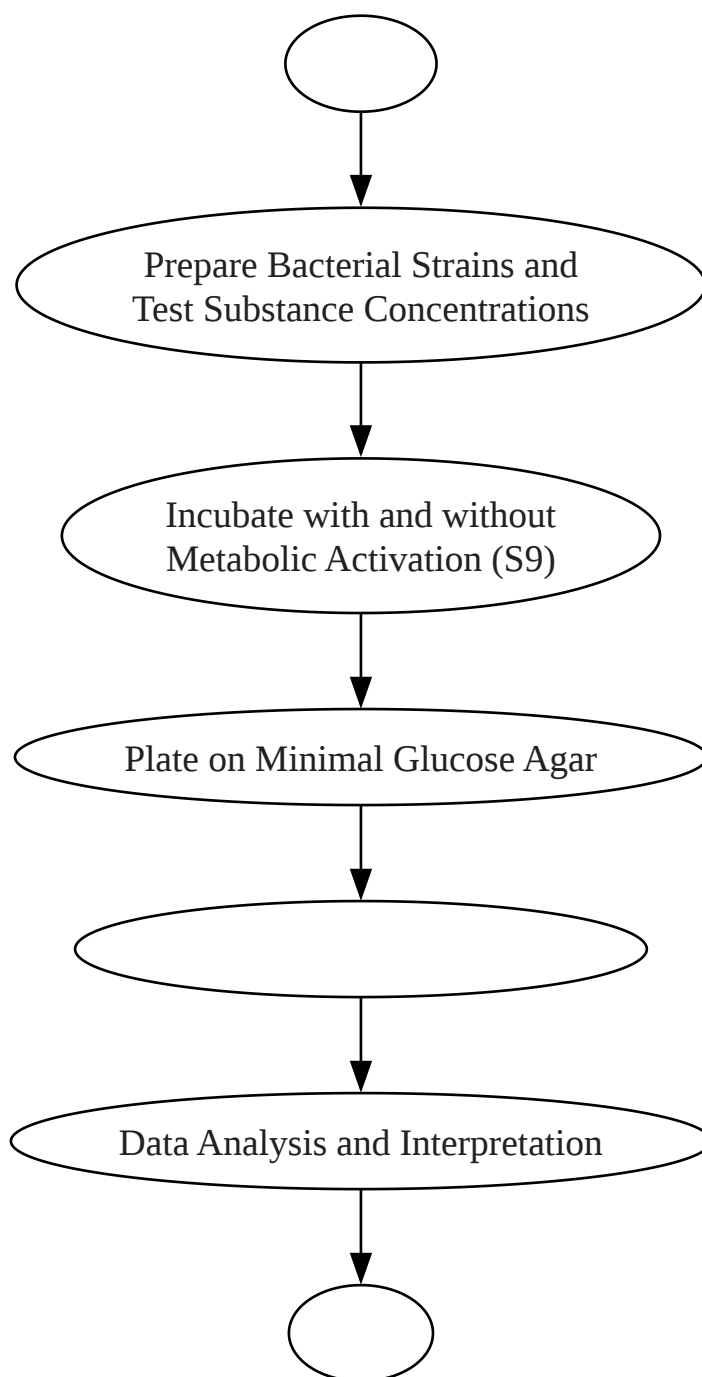 Prepare Bacterial Strains and
Test Substance Concentrations
Incubate with and without
Metabolic Activation (S9)
Plate on Minimal Glucose Agar
Data Analysis and Interpretation